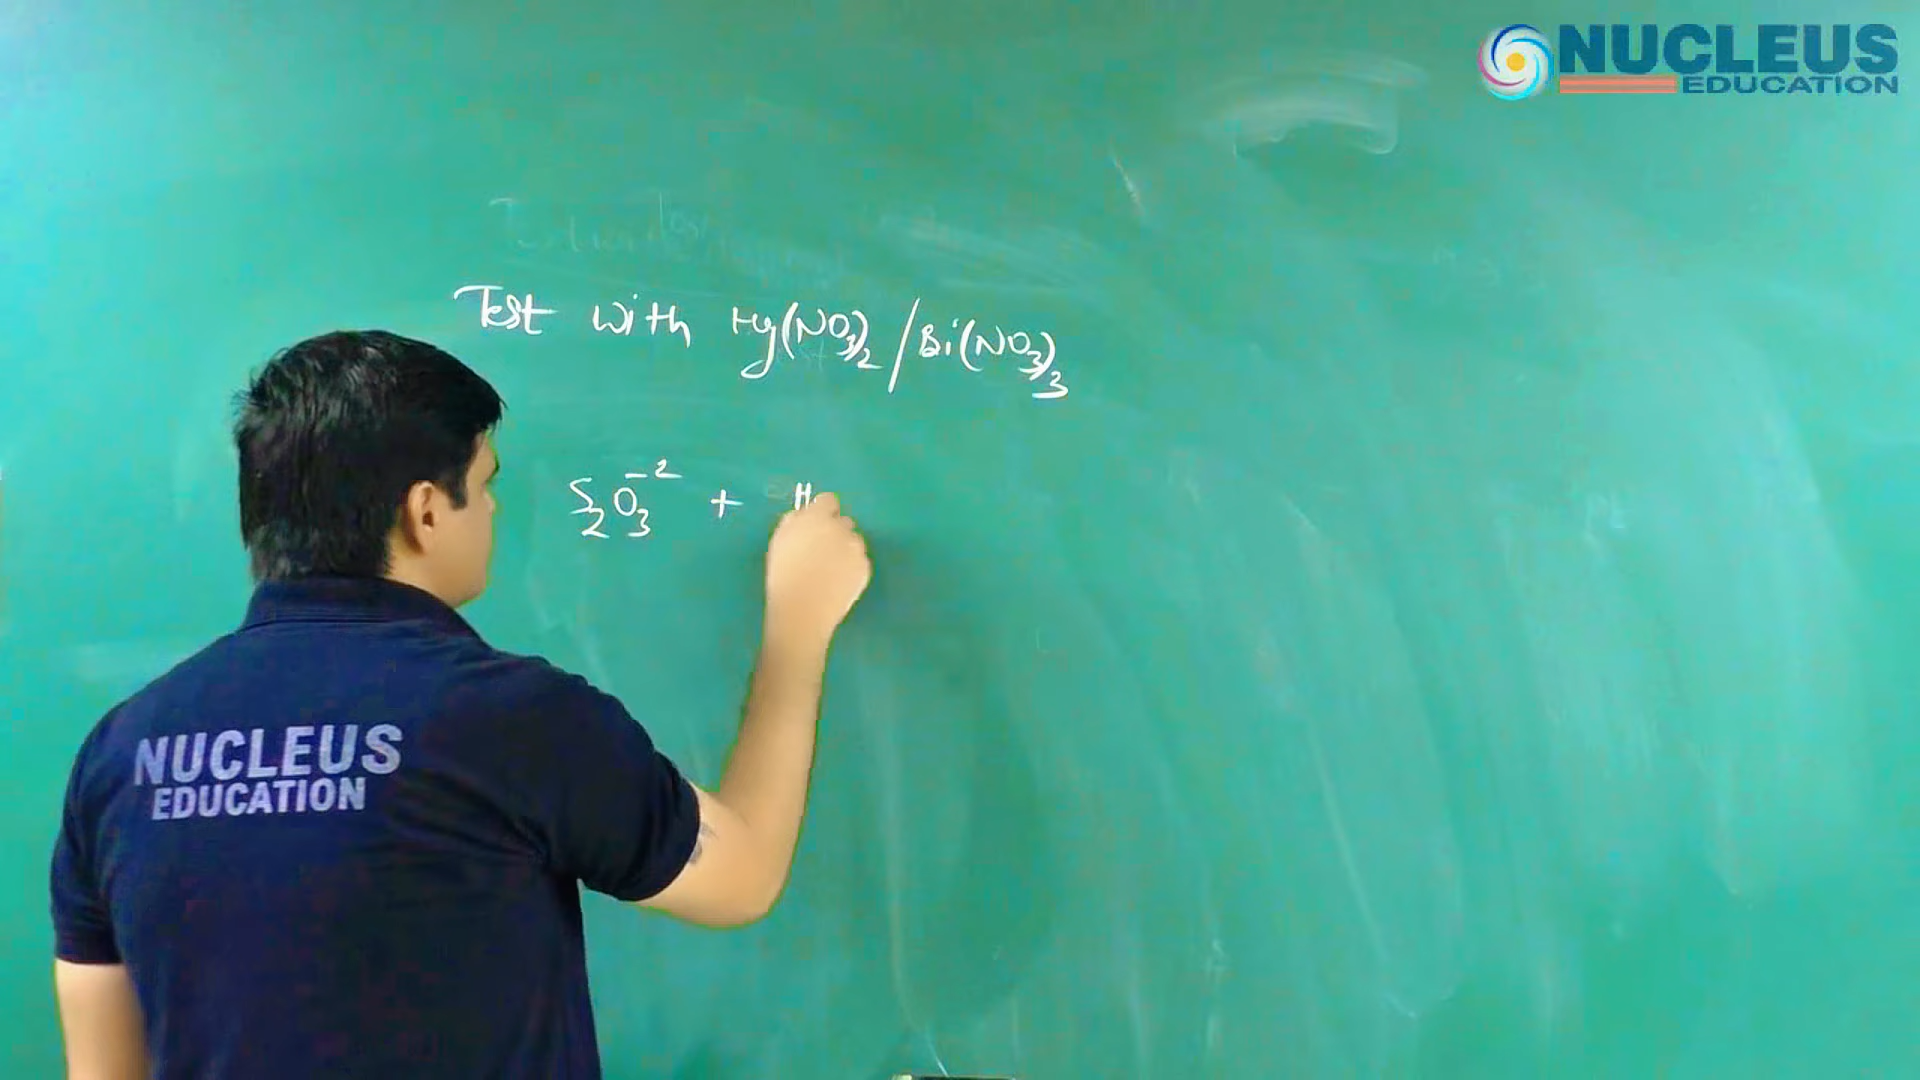 NUCLEUS
EDUCATION
Test with Hg(NO₃)₂/Bi(NO₃)₃
S₂O₃⁻² + H
NUCLEUS
EDUCATION